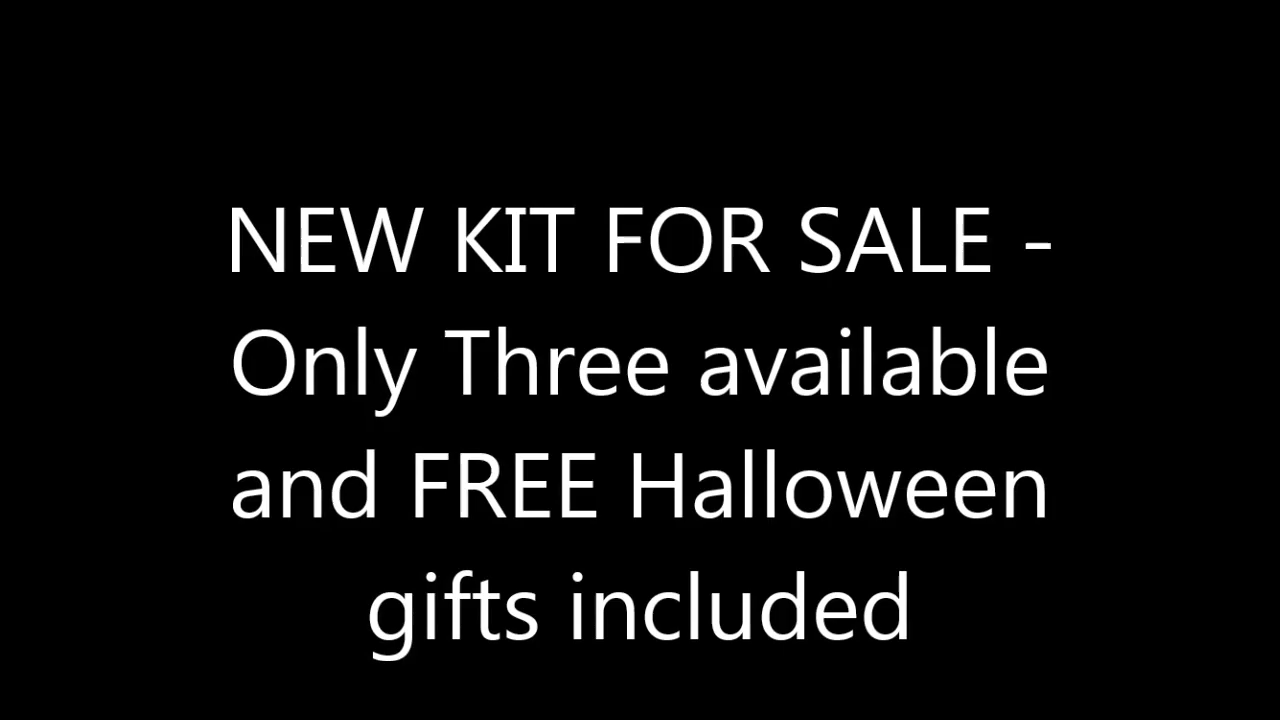 NEW KIT FOR SALE -
Only Three available
and FREE Halloween
gifts included